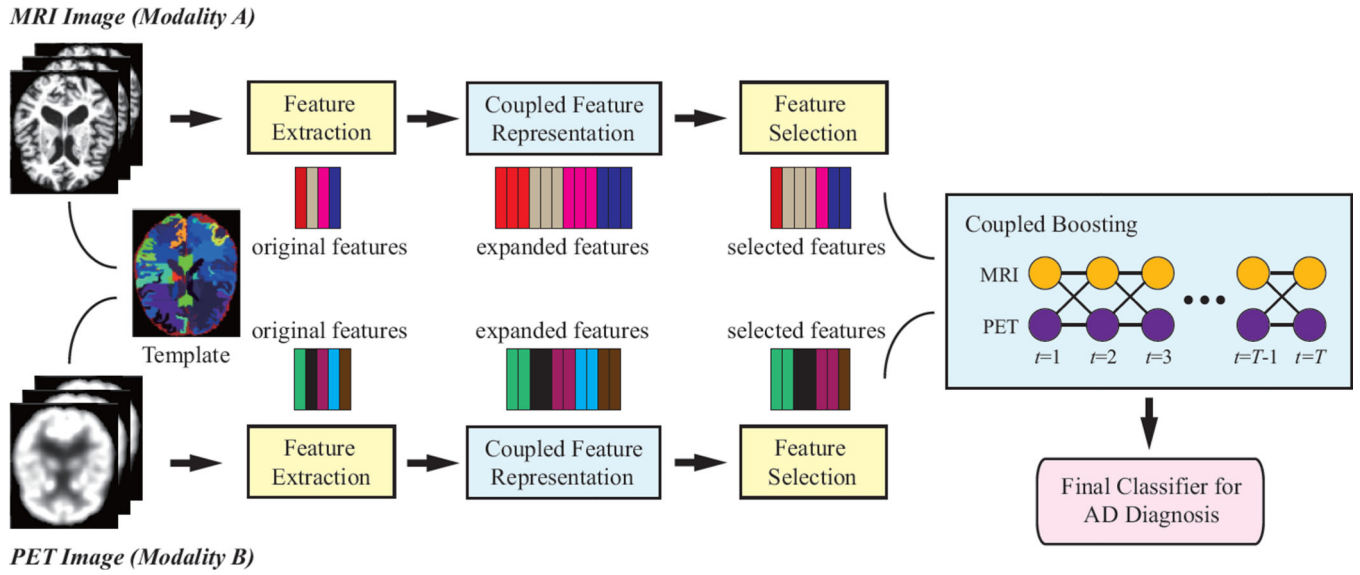 MRI Image (Modality A)
Feature
Extraction
Coupled Feature
Representation
Feature
Selection
original features
expanded features
selected features
Template
original features
expanded features
selected features
Feature
Extraction
Coupled Feature
Representation
Feature
Selection
PET Image (Modality B)
Coupled Boosting
MRI
PET
t=1
t=2
t=3
t=T-1
t=T
Final Classifier for
AD Diagnosis